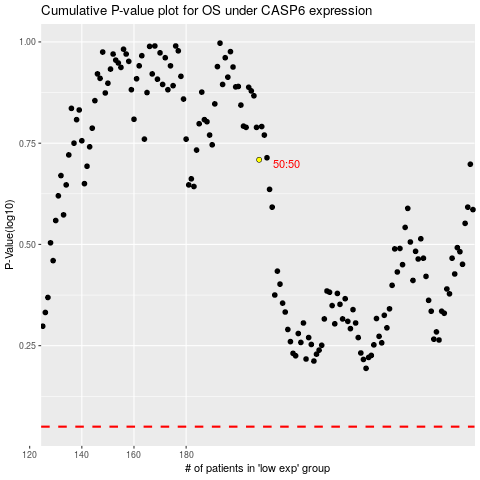 Cumulative P-value plot for OS under CASP6 expression
P-Value(log10)
1.00
0.75
0.50
0.25
50:50
120 140 160 180
# of patients in 'low exp' group